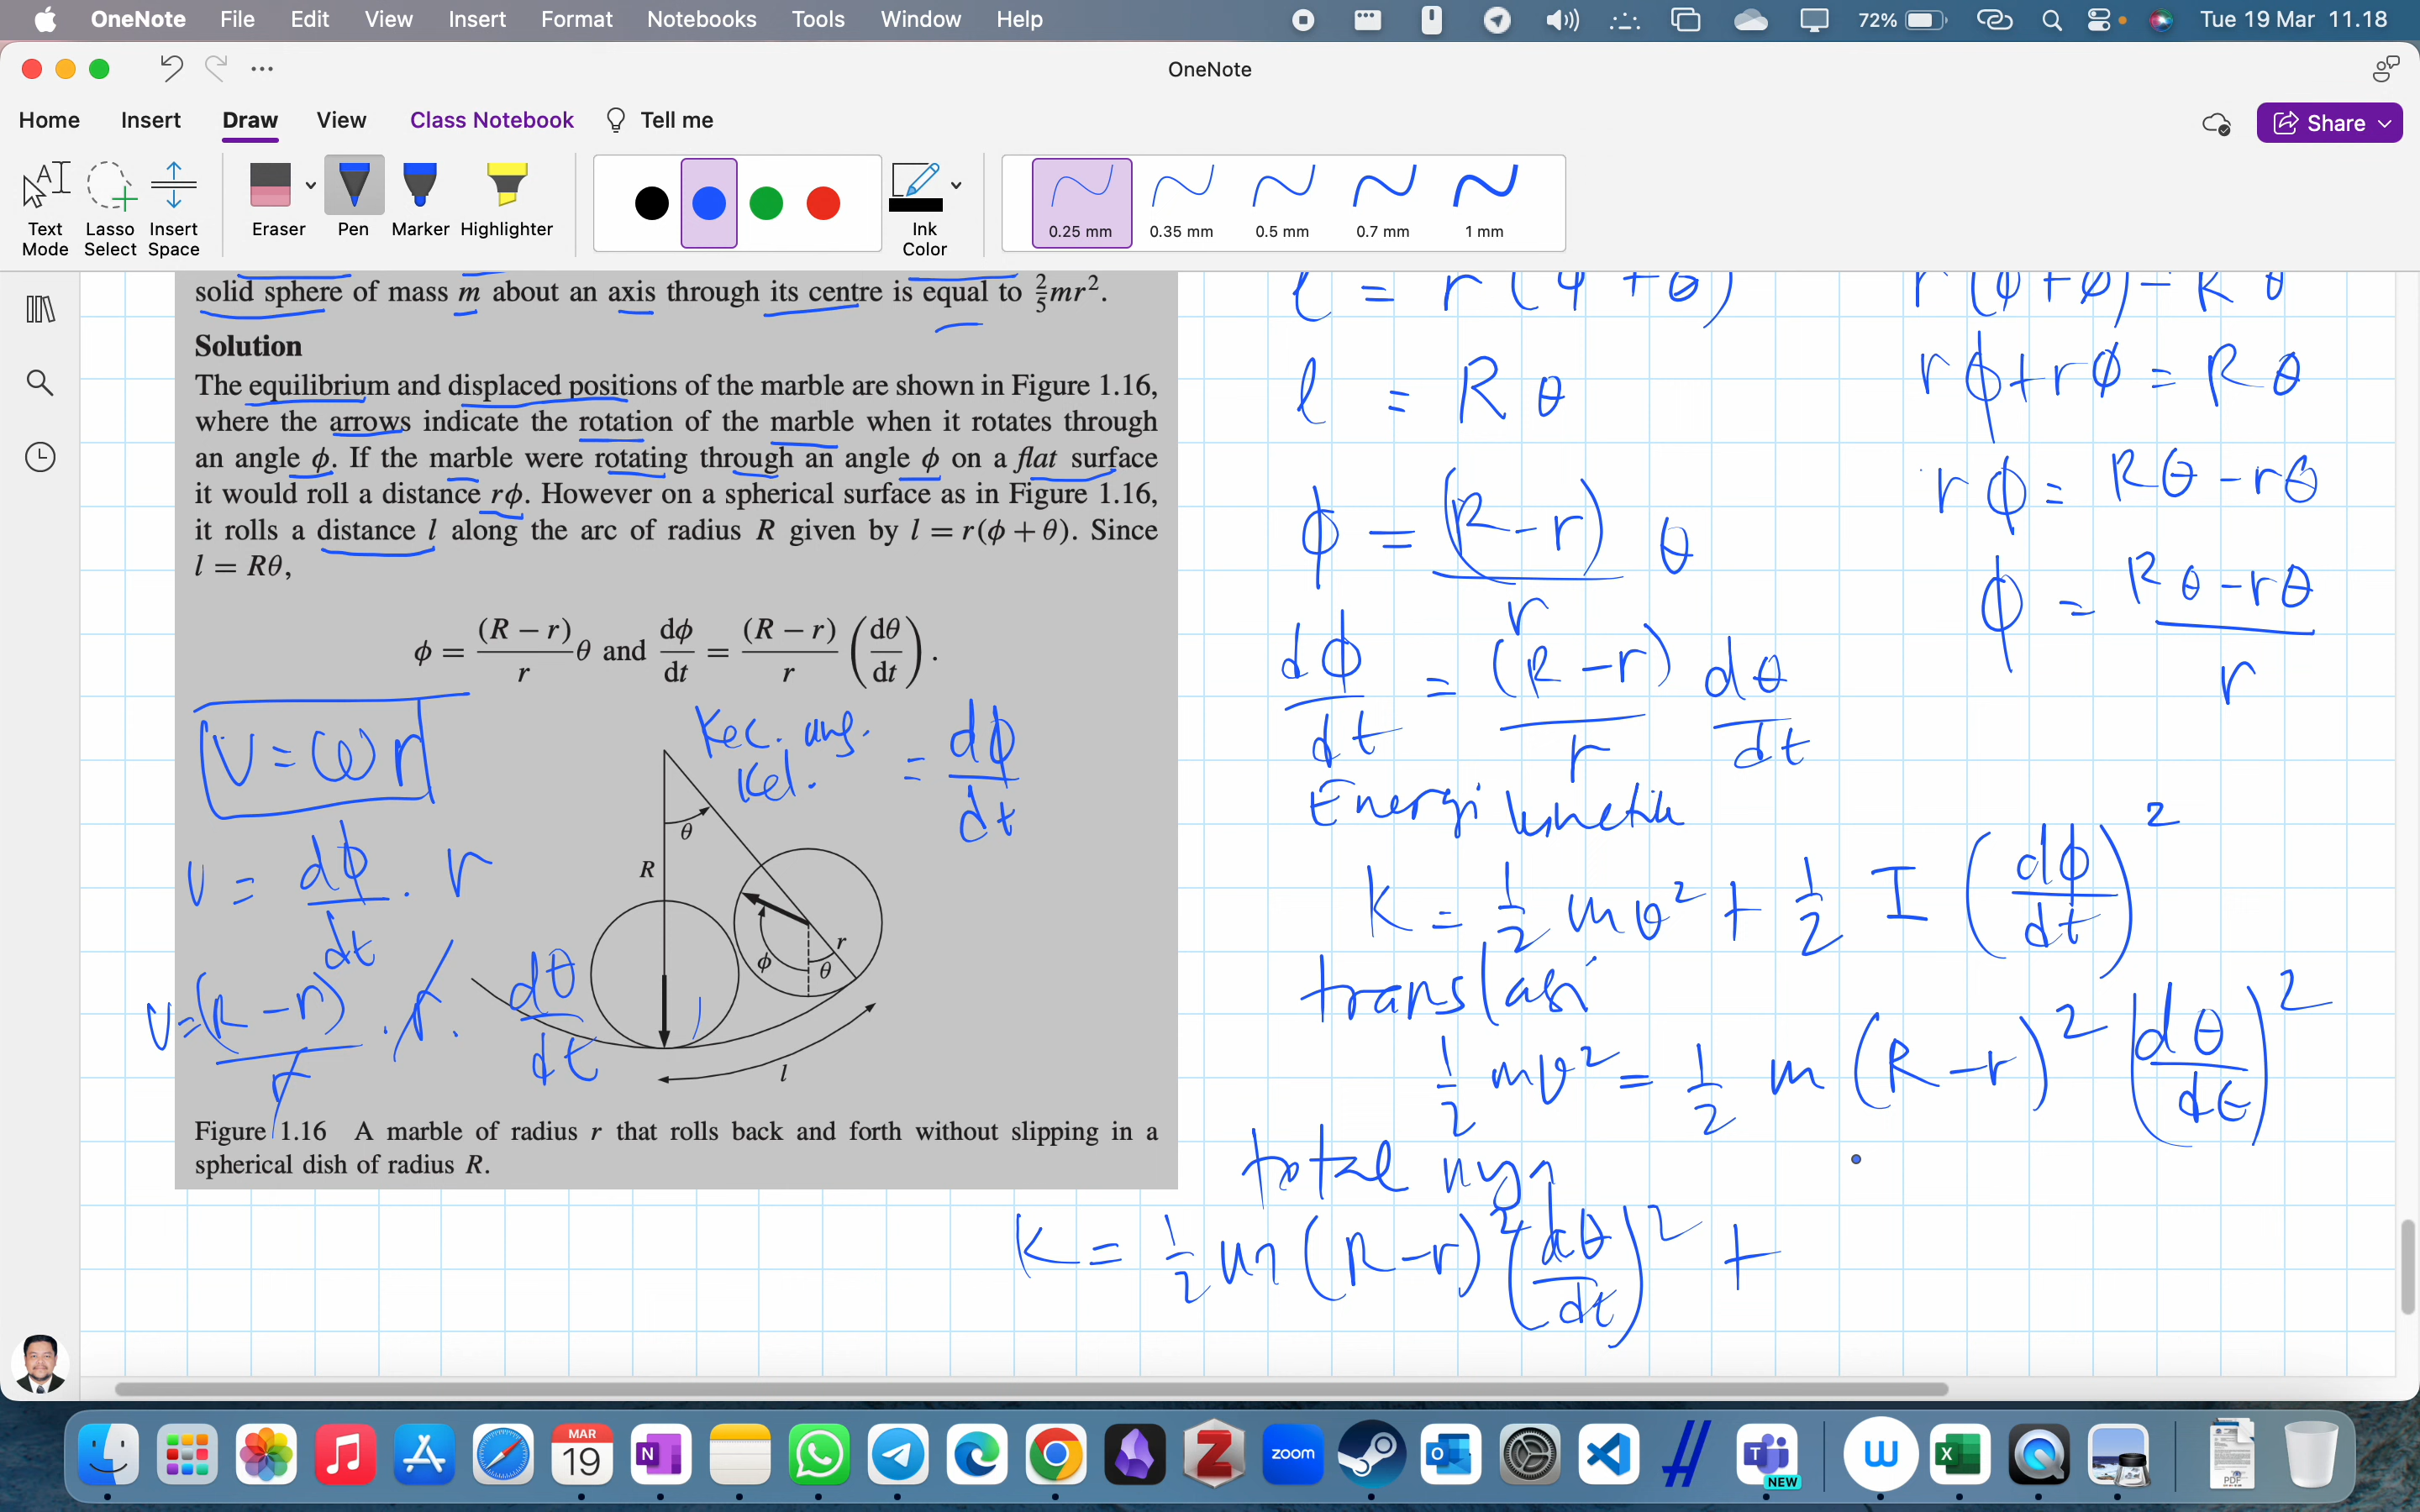 OneNote File Edit View Insert Format Notebooks Tools Window Help 72% Tue 19 Mar 11.18
OneNote
Home Insert Draw View Class Notebook Tell me Share
Text Mode Lasso Select Insert Space Eraser Pen Marker Highlighter Ink Color 0.25 mm 0.35 mm 0.5 mm 0.7 mm 1 mm
solid sphere of mass m about an axis through its centre is equal to 2/5 mr².
Solution
The equilibrium and displaced positions of the marble are shown in Figure 1.16,
where the arrows indicate the rotation of the marble when it rotates through
an angle ϕ. If the marble were rotating through an angle ϕ on a flat surface
it would roll a distance rϕ. However on a spherical surface as in Figure 1.16,
it rolls a distance l along the arc of radius R given by l = r(ϕ + θ). Since
l = Rθ,
ϕ = (R − r)/r θ and dϕ/dt = (R − r)/r (dθ/dt).
V = ωr
Kec. ang. Kel. = dϕ/dt
v = dϕ/dt . r
v = (R − r)/r . r . dθ/dt
θ
R
r
ϕ
θ
l
Figure 1.16 A marble of radius r that rolls back and forth without slipping in a
spherical dish of radius R.
l = r(ϕ + θ)
l = Rθ
ϕ = (R − r)/r θ
dϕ/dt = (R − r)/r dθ/dt
r(ϕ + ϕ) = Rθ
rϕ + rϕ = Rθ
rϕ = Rθ − rθ
ϕ = Rθ − rθ / r
Energi kinetik
K = 1/2 mv² + 1/2 I (dϕ/dt)²
translasi
1/2 mv² = 1/2 m (R − r)² (dθ/dt)²
total nya
K = 1/2 m (R − r)² (dθ/dt)² +
MAR
19
zoom
NEW
PDF